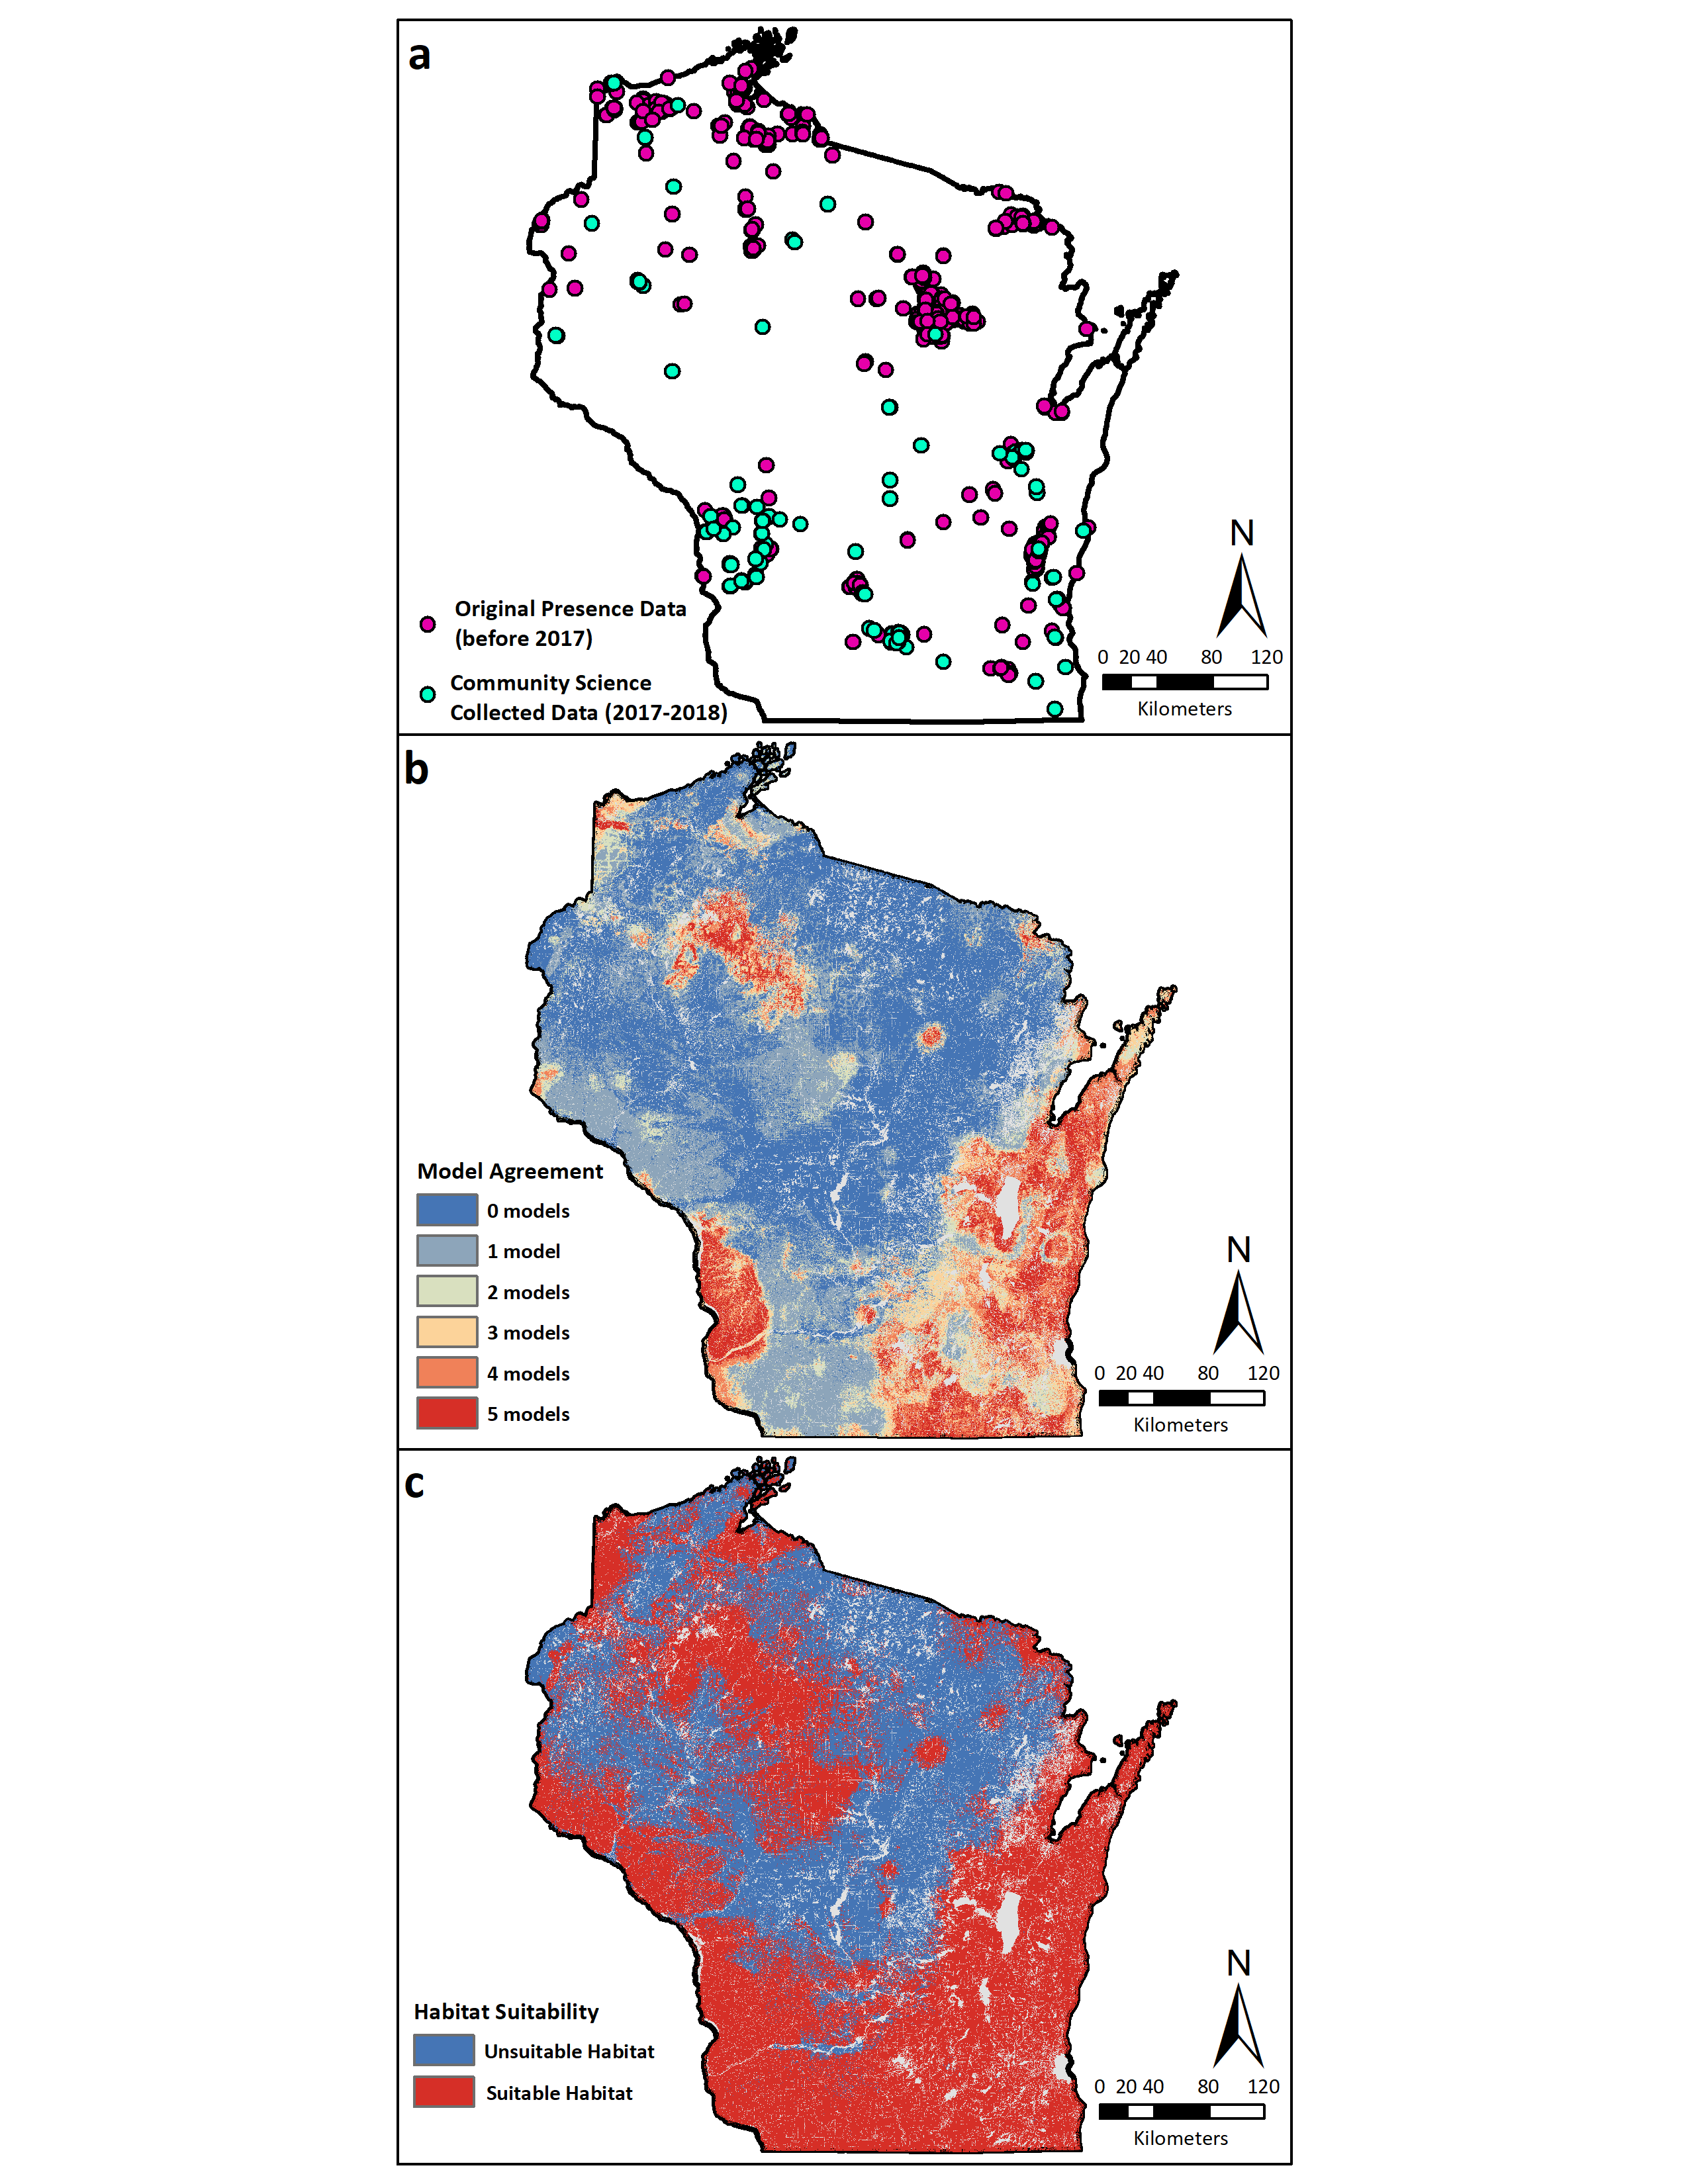 a
N
0 20 40 80 120
Kilometers
Original Presence Data
(before 2017)
Community Science
Collected Data (2017-2018)
b
Model Agreement
0 models
1 model
2 models
3 models
4 models
5 models
N
0 20 40 80 120
Kilometers
c
Habitat Suitability
Unsuitable Habitat
Suitable Habitat
N
0 20 40 80 120
Kilometers